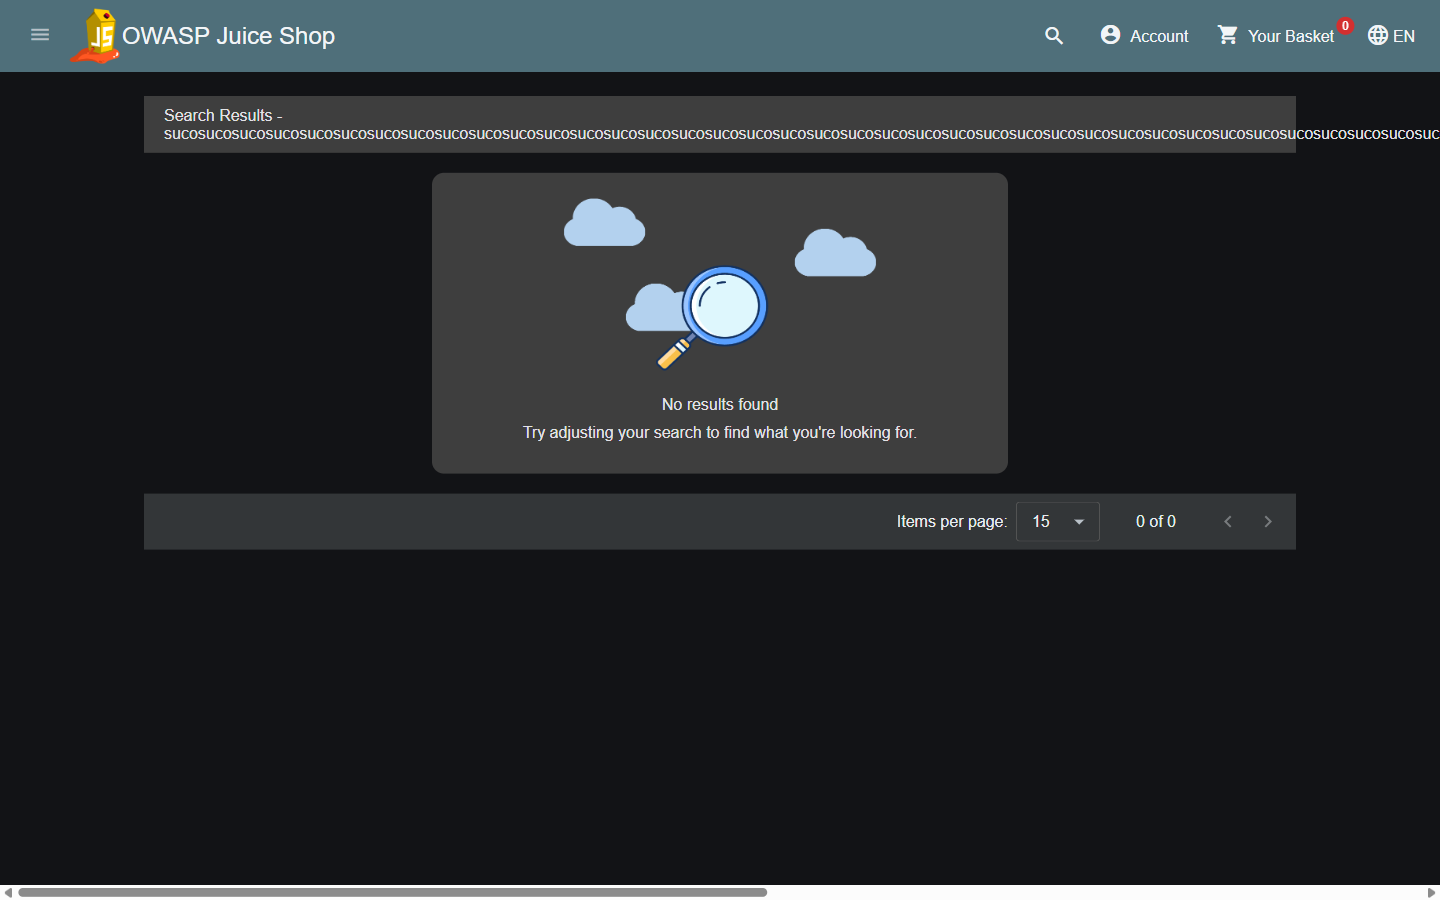 OWASP Juice Shop
Account
Your Basket
0
EN
Search Results -
sucosucosucosucosucosucosucosucosucosucosucosucosucosucosucosucosucosucosucosucosucosucosucosucosucosucosucosucosucosucosucosucosucosucosucosucosucosuc
No results found
Try adjusting your search to find what you're looking for.
Items per page:
15
0 of 0